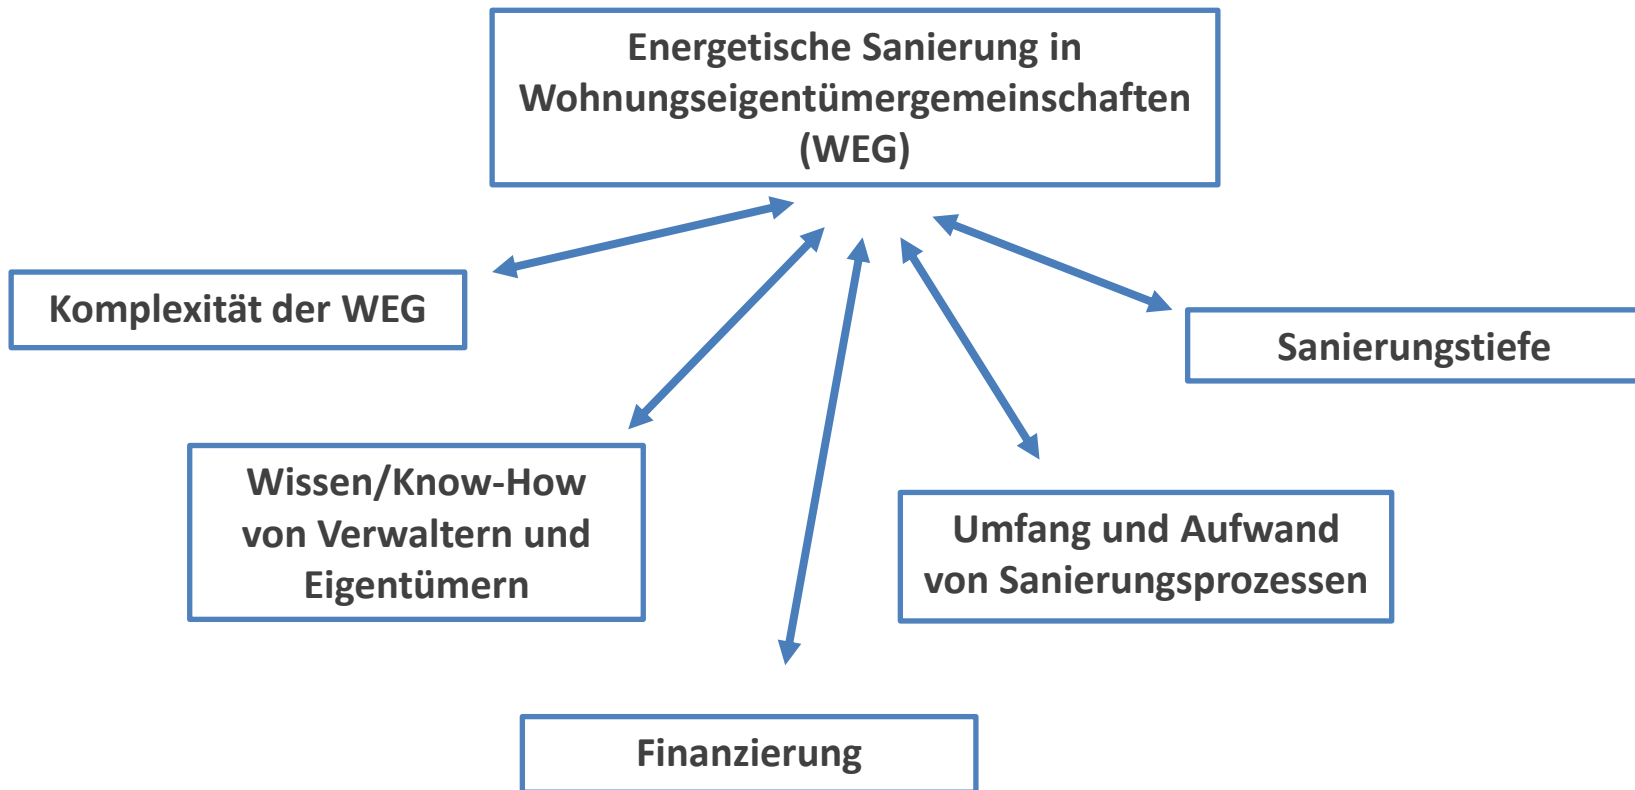 Energetische Sanierung in
Wohnungseigentümergemeinschaften
(WEG)
Komplexität der WEG
Sanierungstiefe
Wissen/Know-How
von Verwaltern und
Eigentümern
Umfang und Aufwand
von Sanierungsprozessen
Finanzierung